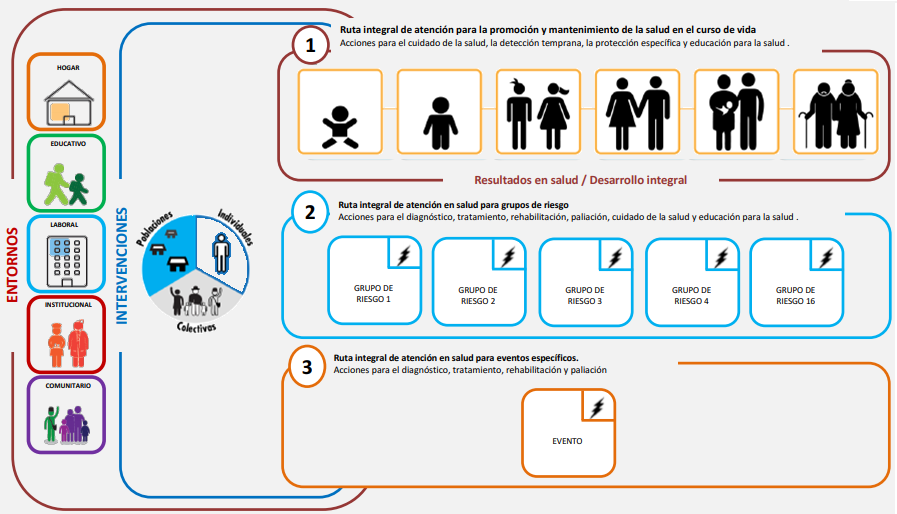 ENTORNOS
HOGAR
EDUCATIVO
LABORAL
INSTITUCIONAL
COMUNITARIO
INTERVENCIONES
Poblaciones
Individuales
Colectivas
1
Ruta integral de atención para la promoción y mantenimiento de la salud en el curso de vida
Acciones para el cuidado de la salud, la detección temprana, la protección específica y educación para la salud .
Resultados en salud / Desarrollo integral
2
Ruta integral de atención en salud para grupos de riesgo
Acciones para el diagnóstico, tratamiento, rehabilitación, paliación, cuidado de la salud y educación para la salud .
GRUPO DE
RIESGO 1
GRUPO DE
RIESGO 2
GRUPO DE
RIESGO 3
GRUPO DE
RIESGO 4
GRUPO DE
RIESGO 16
3
Ruta integral de atención en salud para eventos específicos.
Acciones para el diagnóstico, tratamiento, rehabilitación y paliación
EVENTO